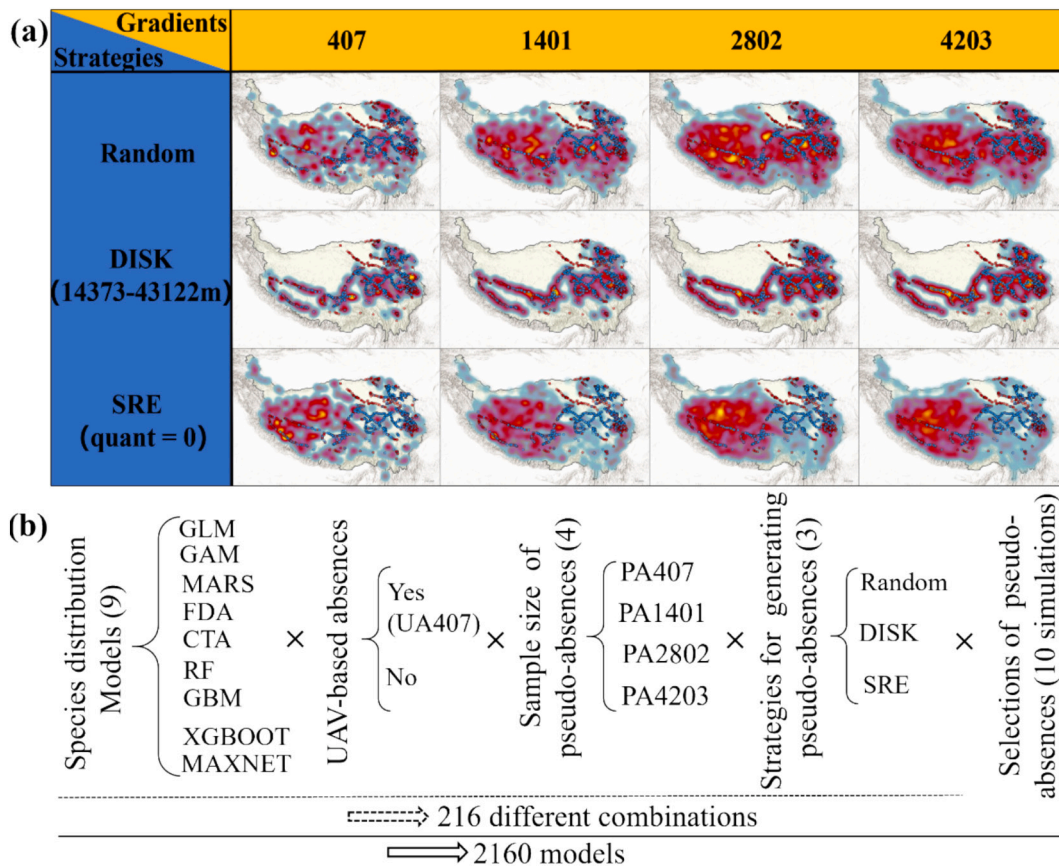 (a)
Gradients
Strategies
407
1401
2802
4203
Random
DISK
(14373-43122m)
SRE
(quant = 0)
(b)
Species distribution
Models (9)
GLM
GAM
MARS
FDA
CTA
RF
GBM
XGBOOT
MAXNET
×
UAV-based absences
Yes
(UA407)
No
×
Sample size of
pseudo-absences (4)
PA407
PA1401
PA2802
PA4203
×
Strategies for generating
pseudo-absences (3)
Random
DISK
SRE
×
Selections of pseudo-
absences (10 simulations)
216 different combinations
2160 models